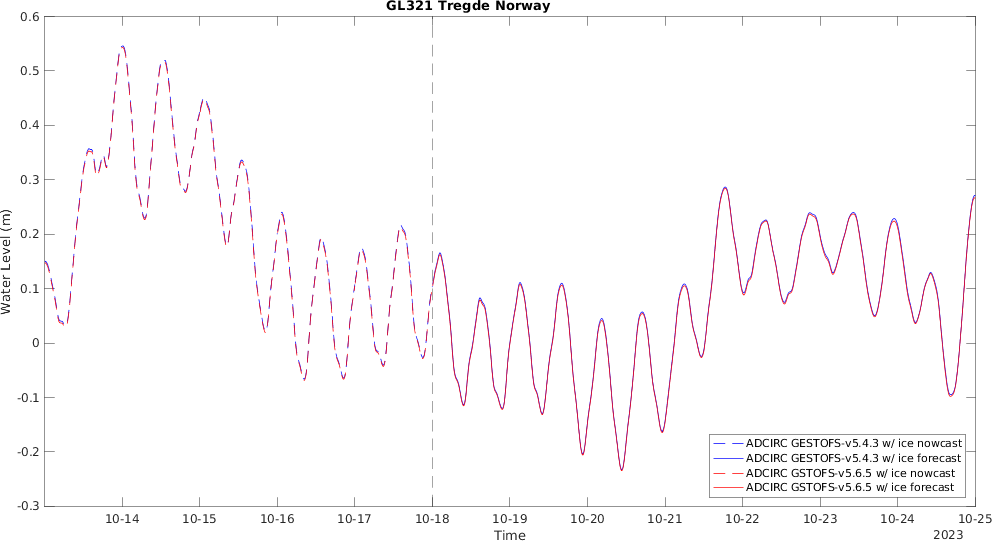 GL321 Tregde Norway
0.6
0.5
0.4
0.3
0.2
0.1
0
-0.1
-0.2
-0.3
Water Level (m)
10-14 10-15 10-16 10-17 10-18 10-19 10-20 10-21 10-22 10-23 10-24 10-25
Time
2023
ADCIRC GESTOFS-v5.4.3 w/ ice nowcast
ADCIRC GESTOFS-v5.4.3 w/ ice forecast
ADCIRC GSTOFS-v5.6.5 w/ ice nowcast
ADCIRC GSTOFS-v5.6.5 w/ ice forecast